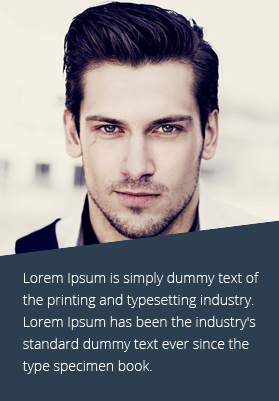 Lorem Ipsum is simply dummy text of
the printing and typesetting industry.
Lorem Ipsum has been the industry's
standard dummy text ever since the
type specimen book.